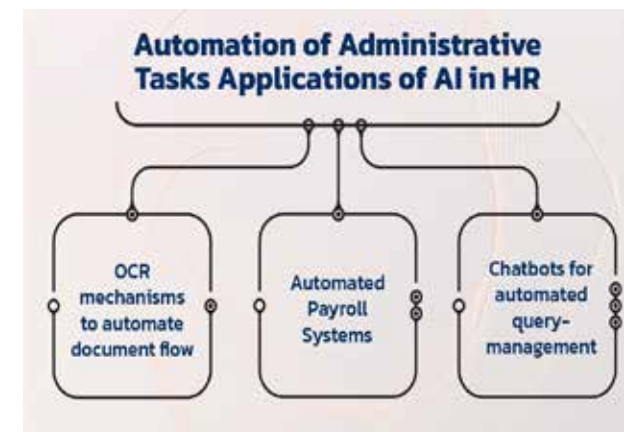 Automation of Administrative
Tasks Applications of AI in HR
OCR
mechanisms
to automate
document flow
Automated
Payroll
Systems
Chatbots for
automated
query-
management